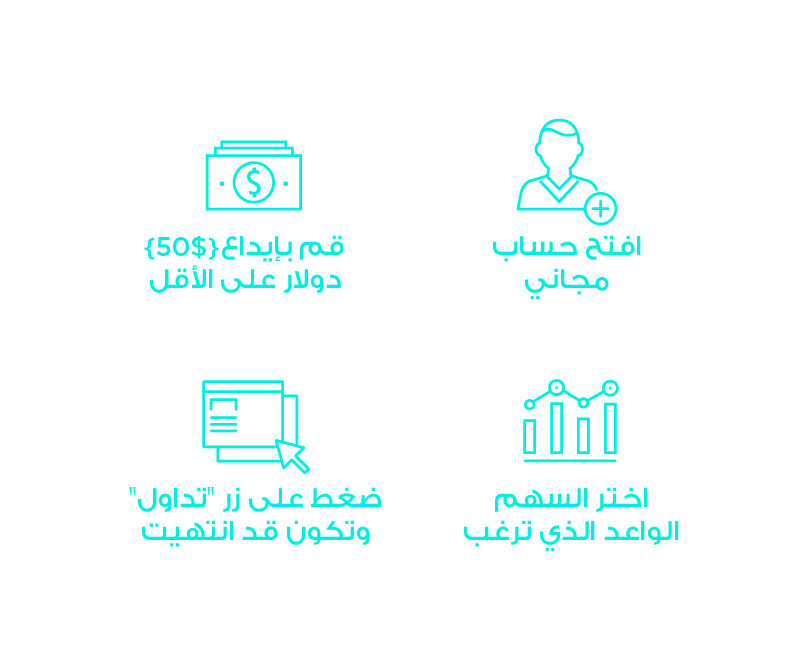 افتح حساب
مجاني
قم بإيداع{$50}
دولار على الأقل
اختر السهم
الواعد الذي ترغب
ضغط على زر "تداول"
وتكون قد انتهيت